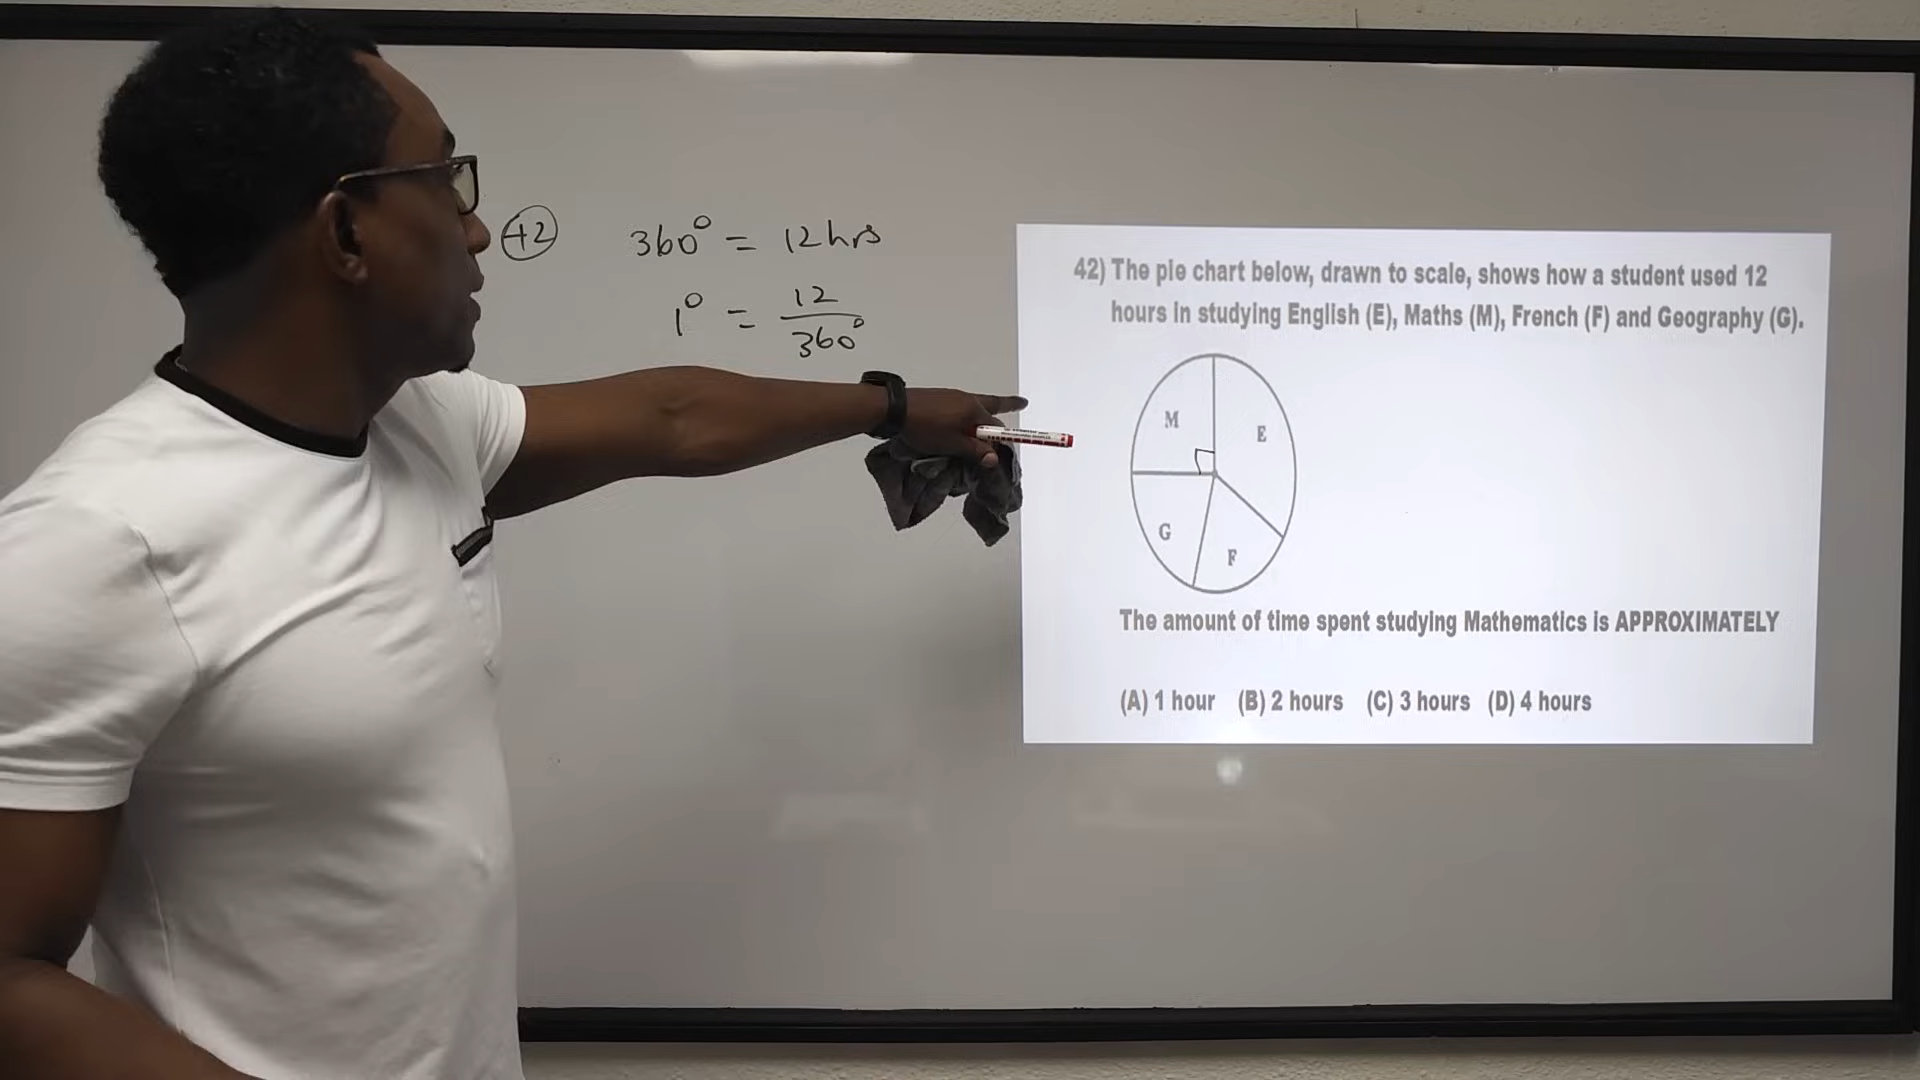 42
360° = 12 hrs
1° = 12/360°
42) The pie chart below, drawn to scale, shows how a student used 12
hours in studying English (E), Maths (M), French (F) and Geography (G).
M
E
G
F
The amount of time spent studying Mathematics is APPROXIMATELY
(A) 1 hour (B) 2 hours (C) 3 hours (D) 4 hours